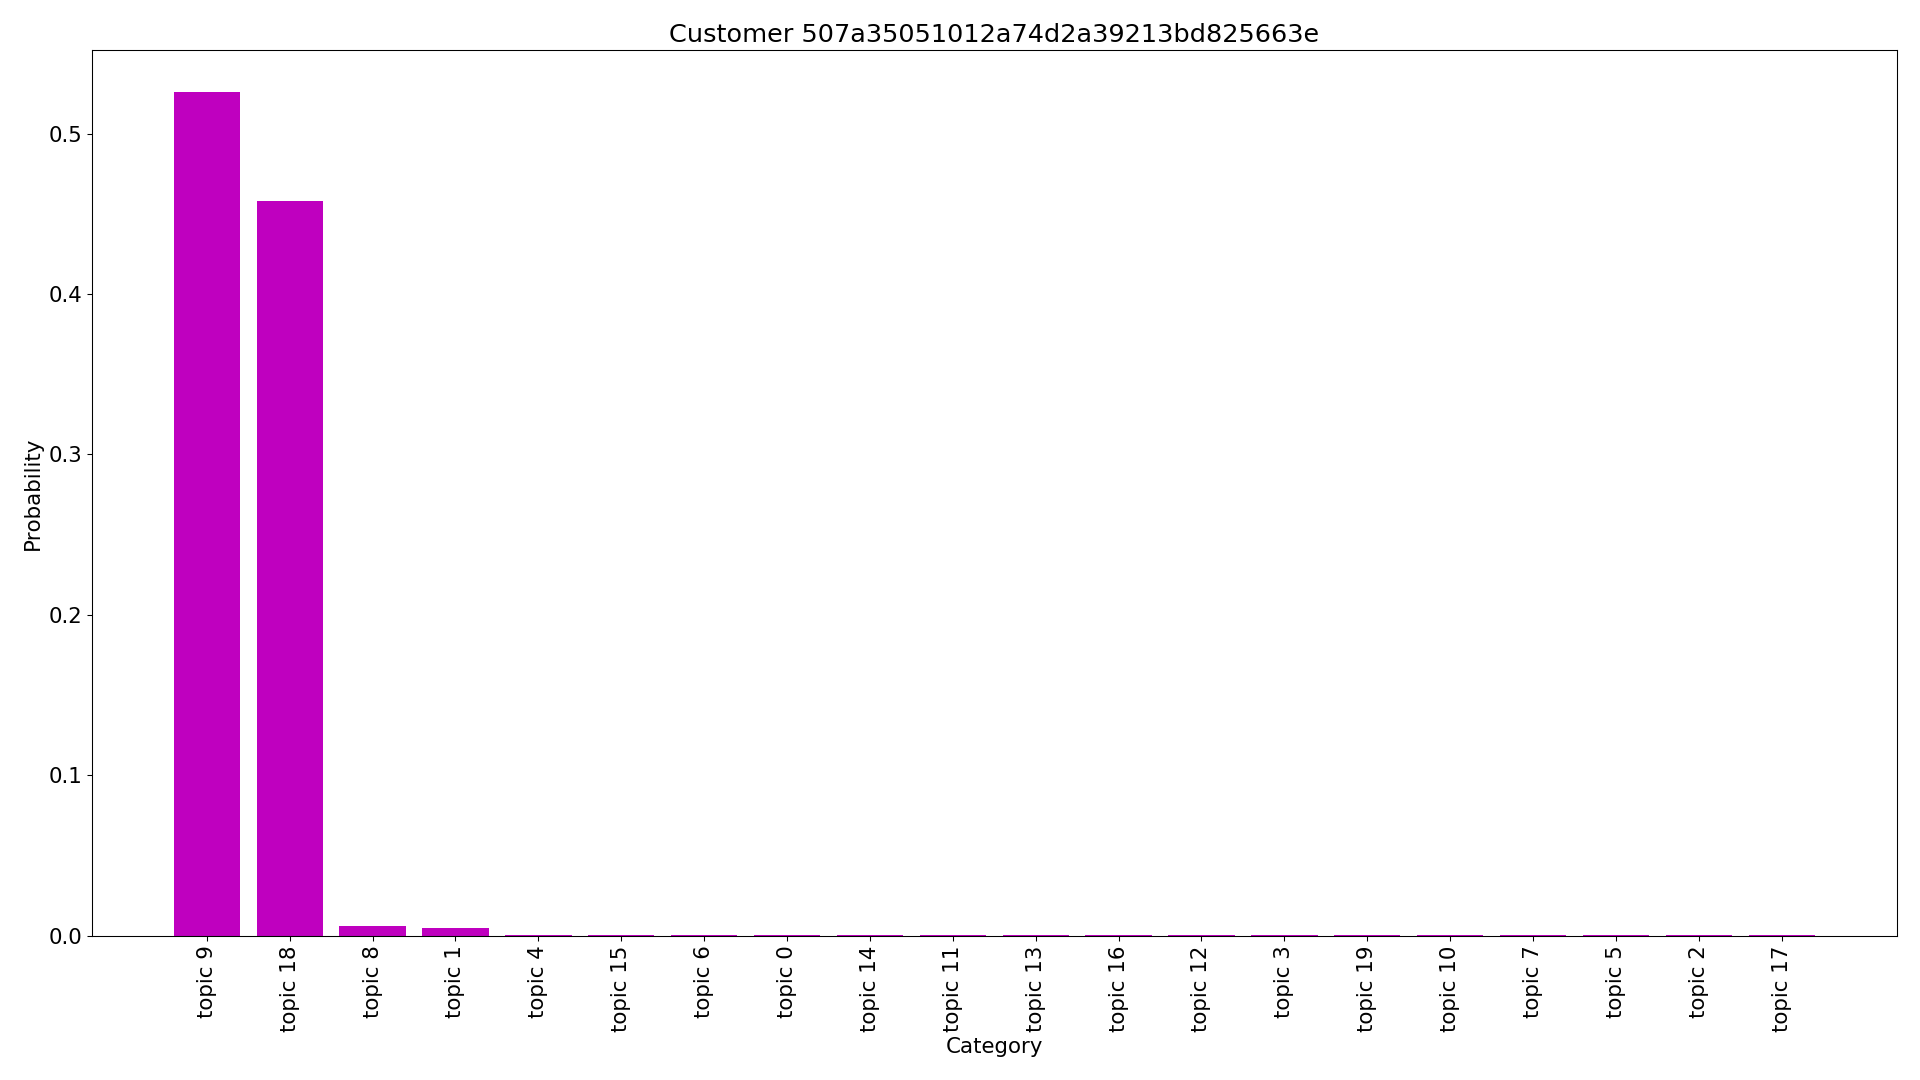 Customer 507a35051012a74d2a39213bd825663e
Probability
0.5
0.4
0.3
0.2
0.1
0.0
topic 9
topic 18
topic 8
topic 1
topic 4
topic 15
topic 6
topic 0
topic 14
topic 11
topic 13
topic 16
topic 12
topic 3
topic 19
topic 10
topic 7
topic 5
topic 2
topic 17
Category